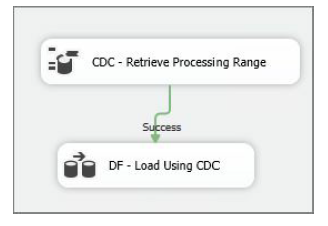 CDC - Retrieve Processing Range
Success
DF - Load Using CDC